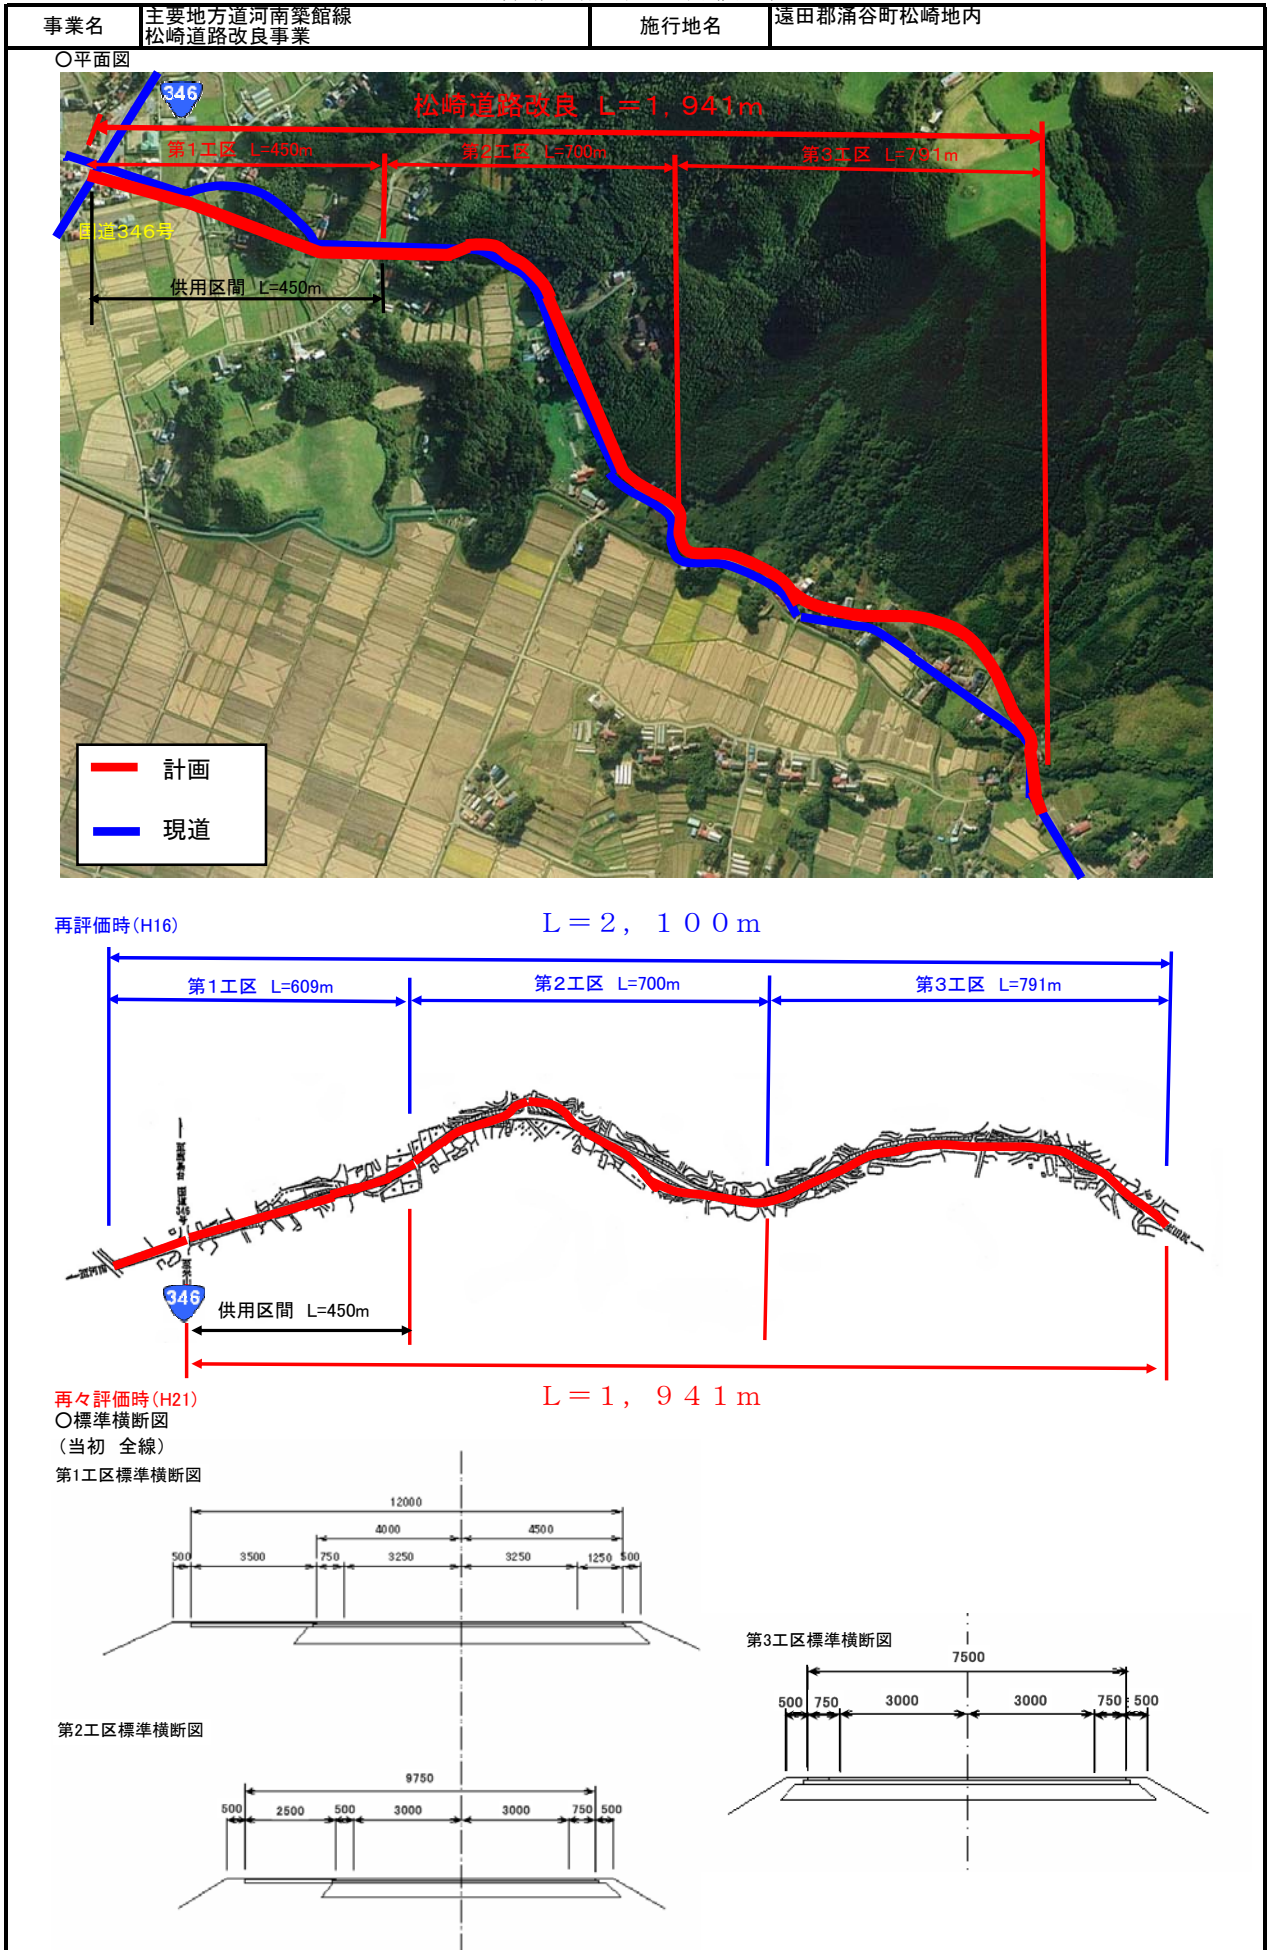 事業名
主要地方道河南築館線
松崎道路改良事業
施行地名
遠田郡涌谷町松崎地内
○平面図
346
松崎道路改良 L=1,941m
第1工区 L=450m
第2工区 L=700m
第3工区 L=791m
国道346号
供用区間 L=450m
計画
現道
再評価時(H16)
L=2,100m
第1工区 L=609m
第2工区 L=700m
第3工区 L=791m
346
供用区間 L=450m
再々評価時(H21)
L=1,941m
○標準横断図
(当初 全線)
第1工区標準横断図
12000
4000 4500
500 3500 750 3250 3250 1250 500
第3工区標準横断図
7500
500 750 3000 3000 750 500
第2工区標準横断図
9750
500 2500 500 3000 3000 750 500